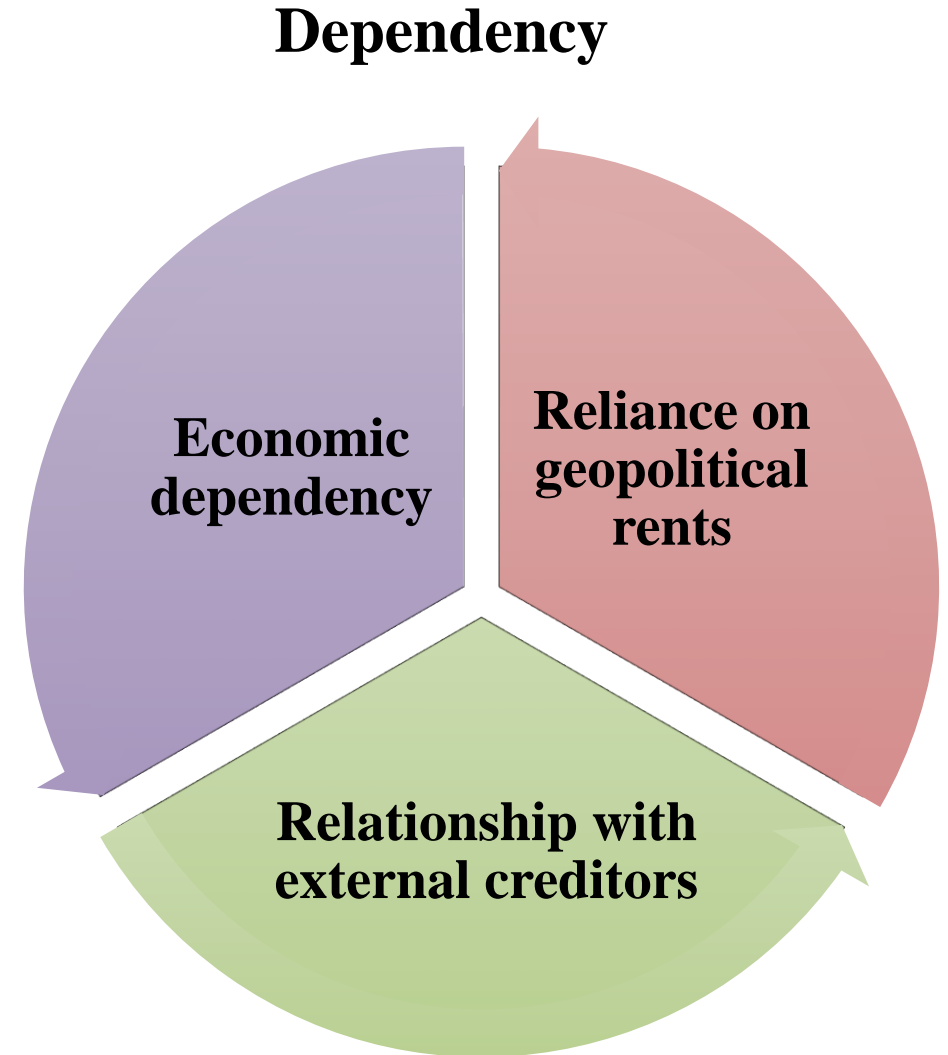 Dependency
Economic
dependency
Reliance on
geopolitical
rents
Relationship with
external creditors